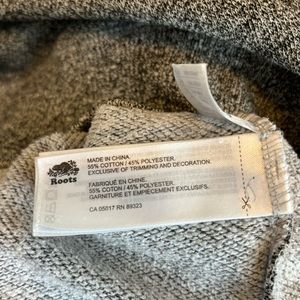 Roots
MADE IN CHINA
55% COTTON / 45% POLYESTER.
EXCLUSIVE OF TRIMMING AND DECORATION.
FABRIQUÉ EN CHINE.
55% COTON / 45% POLYESTER.
GARNITURE ET EMPIÈCEMENT EXCLUSIFS.
CA 05017 RN 89323